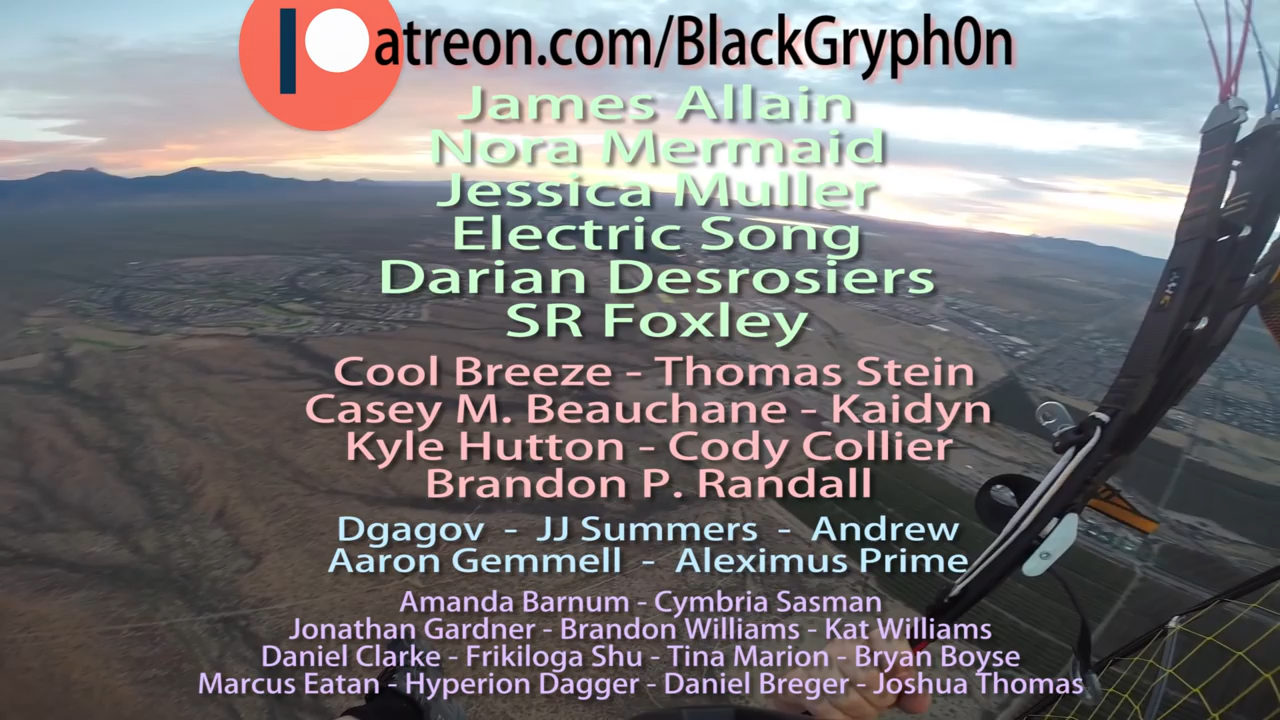 Patreon.com/BlackGryph0n
James Allain
Nora Mermaid
Jessica Muller
Electric Song
Darian Desrosiers
SR Foxley
Cool Breeze - Thomas Stein
Casey M. Beauchane - Kaidyn
Kyle Hutton - Cody Collier
Brandon P. Randall
Dgagov - JJ Summers - Andrew
Aaron Gemmell - Aleximus Prime
Amanda Barnum - Cymbria Sasman
Jonathan Gardner - Brandon Williams - Kat Williams
Daniel Clarke - Frikiloga Shu - Tina Marion - Bryan Boyse
Marcus Eatan - Hyperion Dagger - Daniel Breger - Joshua Thomas